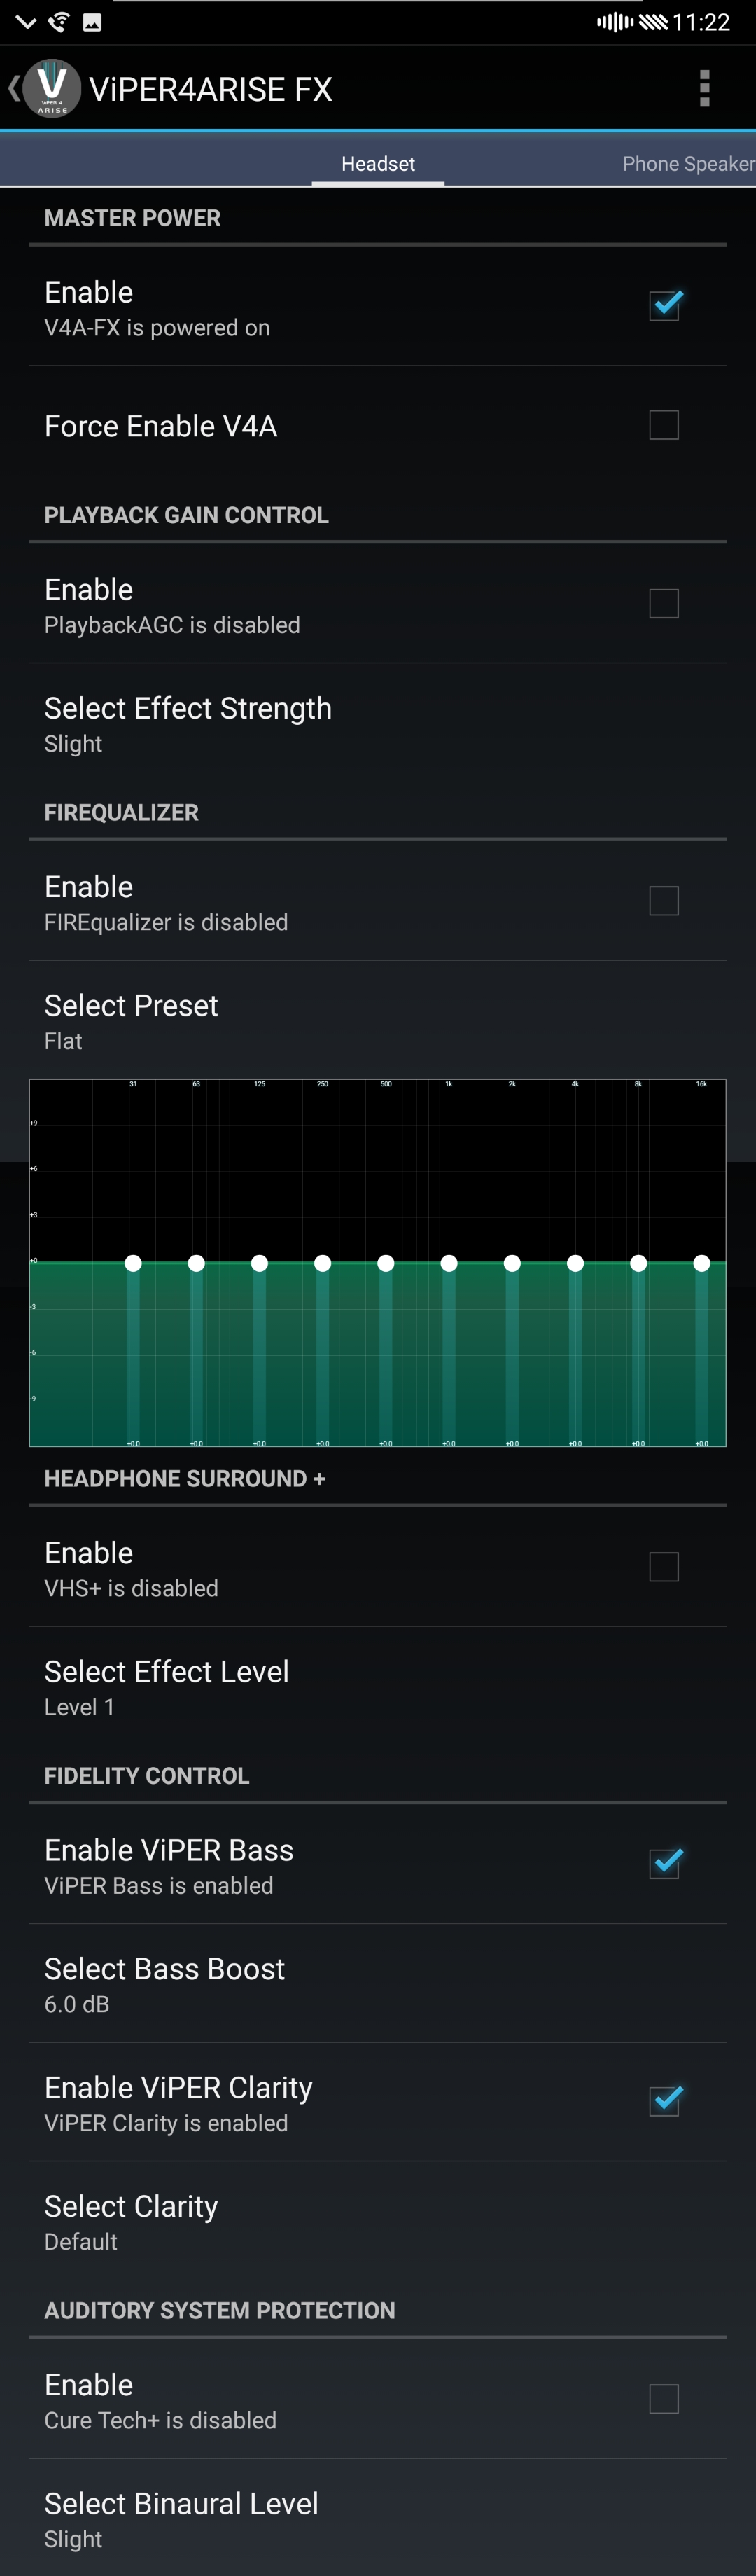 11:22
V
ViPER 4
ARISE
ViPER4ARISE FX
Headset
Phone Speaker
MASTER POWER
Enable
V4A-FX is powered on
Force Enable V4A
PLAYBACK GAIN CONTROL
Enable
PlaybackAGC is disabled
Select Effect Strength
Slight
FIREQUALIZER
Enable
FIREqualizer is disabled
Select Preset
Flat
31 63 125 250 500 1k 2k 4k 8k 16k
+9
+6
+3
+0
-3
-6
-9
+0.0 +0.0 +0.0 +0.0 +0.0 +0.0 +0.0 +0.0 +0.0 +0.0
HEADPHONE SURROUND +
Enable
VHS+ is disabled
Select Effect Level
Level 1
FIDELITY CONTROL
Enable ViPER Bass
ViPER Bass is enabled
Select Bass Boost
6.0 dB
Enable ViPER Clarity
ViPER Clarity is enabled
Select Clarity
Default
AUDITORY SYSTEM PROTECTION
Enable
Cure Tech+ is disabled
Select Binaural Level
Slight